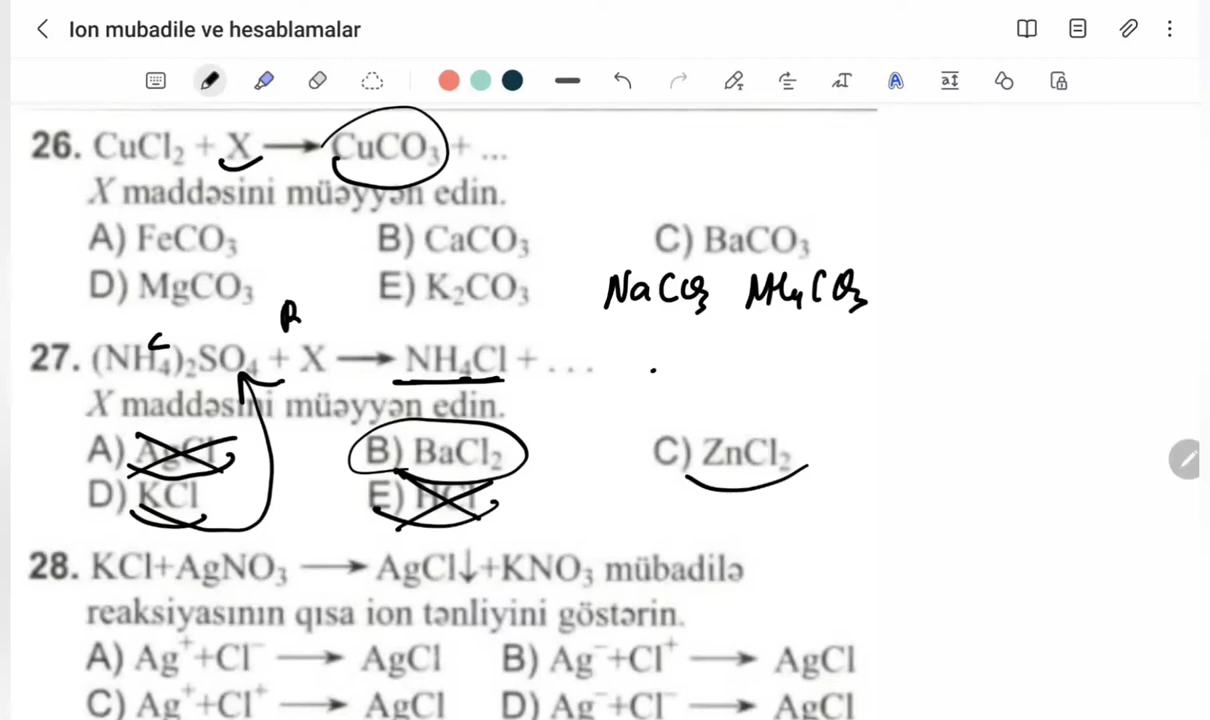 Ion mubadile ve hesablamalar
26. CuCl₂ + X ⟶ CuCO₃ + ...
X maddəsini müəyyən edin.
A) FeCO₃ B) CaCO₃ C) BaCO₃
D) MgCO₃ E) K₂CO₃ NaCO₃ NH₄CO₃
27. (NH₄)₂SO₄ + X ⟶ NH₄Cl + ...
X maddəsini müəyyən edin.
A) AgCl B) BaCl₂ C) ZnCl₂
D) KCl E) HCl
28. KCl+AgNO₃ ⟶ AgCl↓+KNO₃ mübadilə
reaksiyasının qısa ion tənliyini göstərin.
A) Ag⁺+Cl⁻ ⟶ AgCl B) Ag⁻+Cl⁺ ⟶ AgCl
C) Ag⁺+Cl⁺ ⟶ AgCl D) Ag⁻+Cl⁻ ⟶ AgCl